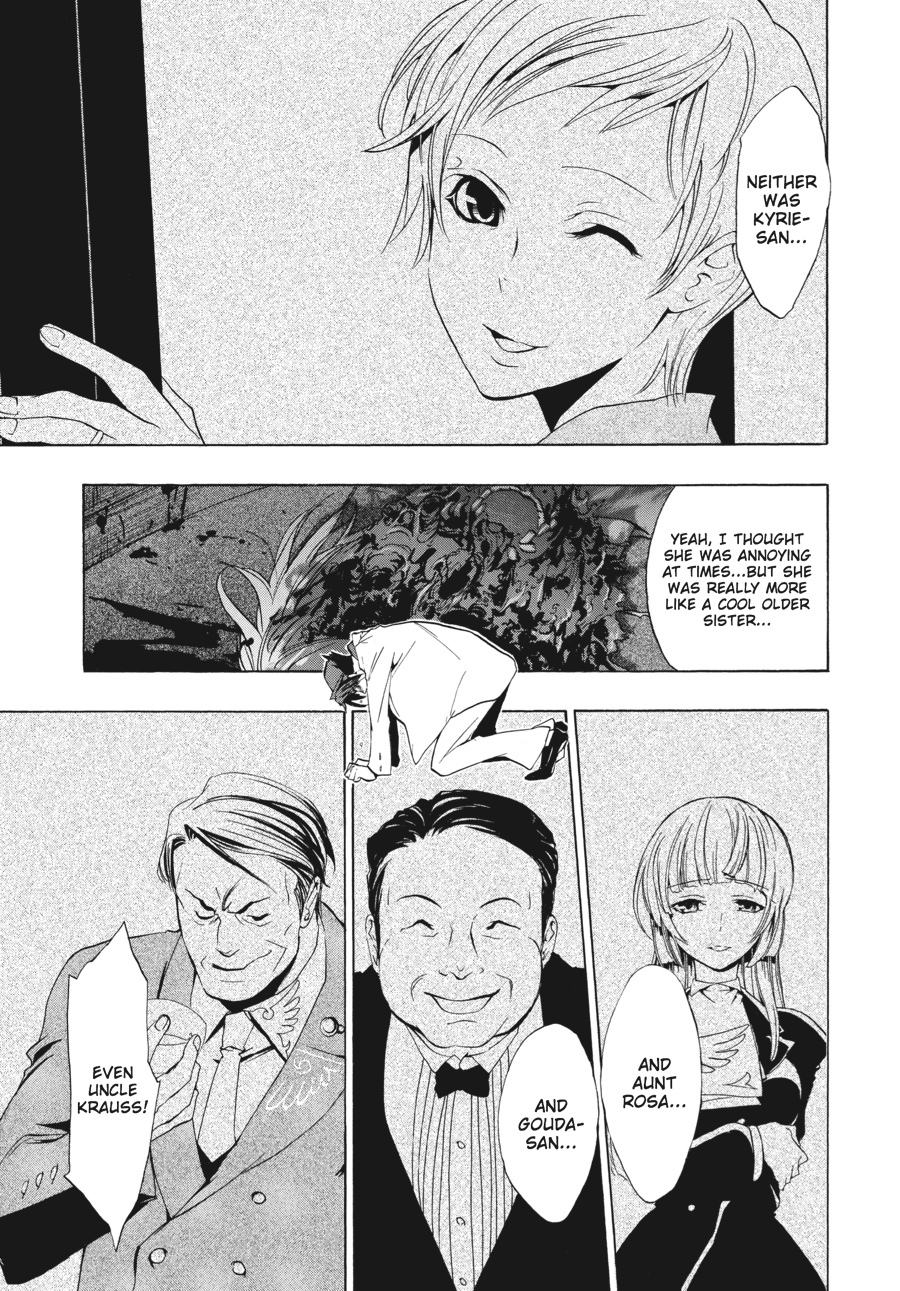 NEITHER
WAS
KYRIE-
SAN...
YEAH, I THOUGHT
SHE WAS ANNOYING
AT TIMES...BUT SHE
WAS REALLY MORE
LIKE A COOL OLDER
SISTER...
AND
AUNT
ROSA...
AND
GOUDA-
SAN...
EVEN
UNCLE
KRAUSS!